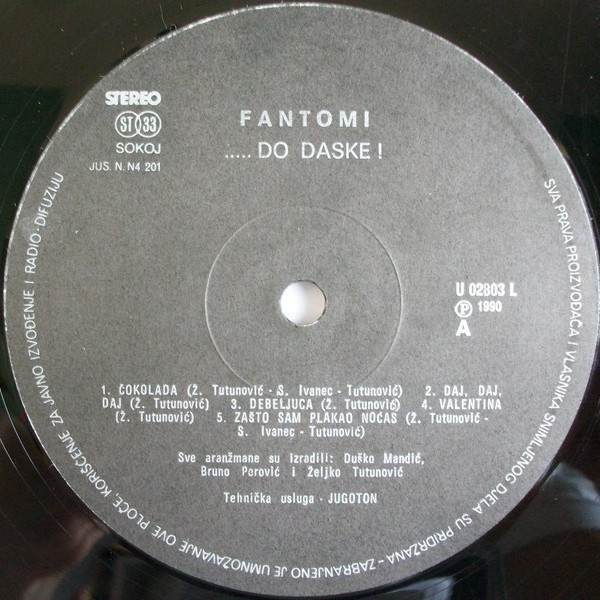 STEREO
ST 33
SOKOJ
JUS. N. N4 201
FANTOMI
..... DO DASKE !
U 02803 L
Ⓟ 1990
A
1. ČOKOLADA (Ž. Tutunović - S. Ivanec - Tutunović) 2. DAJ, DAJ,
DAJ (Ž. Tutunović) 3. DEBELJUCA (Ž. Tutunović) 4. VALENTINA
(Ž. Tutunović) 5. ZAŠTO SAM PLAKAO NOĆAS (Ž. Tutunović -
S. Ivanec - Tutunović)
Sve aranžmane su izradili: Duško Mandić,
Bruno Perović i Željko Tutunović
Tehnička usluga - JUGOTON
SVA PRAVA PROIZVOĐAČA I VLASNIKA SNIMLJENOG DJELA SU PRIDRŽANA - ZABRANJENO JE UMNOŽAVANJE OVE PLOČE, KORIŠĆENJE ZA JAVNO IZVOĐENJE I RADIO-DIFUZIJU